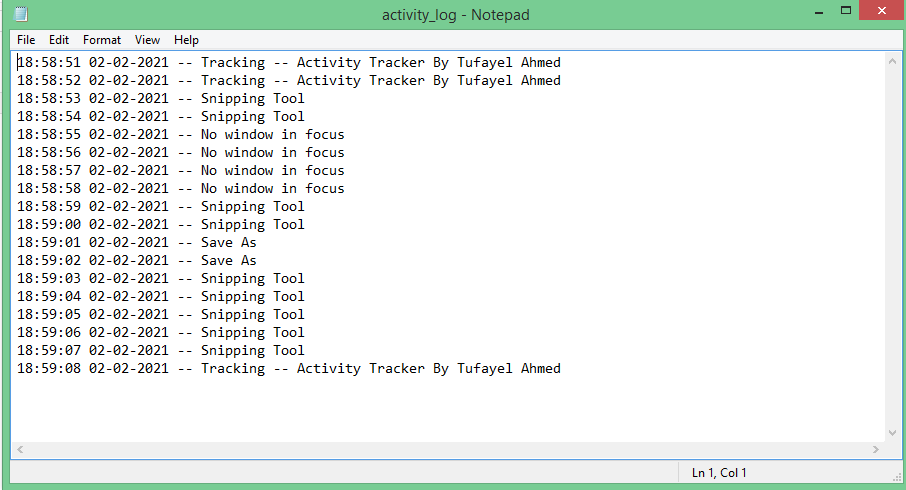 activity_log - Notepad
File Edit Format View Help
18:58:51 02-02-2021 -- Tracking -- Activity Tracker By Tufayel Ahmed
18:58:52 02-02-2021 -- Tracking -- Activity Tracker By Tufayel Ahmed
18:58:53 02-02-2021 -- Snipping Tool
18:58:54 02-02-2021 -- Snipping Tool
18:58:55 02-02-2021 -- No window in focus
18:58:56 02-02-2021 -- No window in focus
18:58:57 02-02-2021 -- No window in focus
18:58:58 02-02-2021 -- No window in focus
18:58:59 02-02-2021 -- Snipping Tool
18:59:00 02-02-2021 -- Snipping Tool
18:59:01 02-02-2021 -- Save As
18:59:02 02-02-2021 -- Save As
18:59:03 02-02-2021 -- Snipping Tool
18:59:04 02-02-2021 -- Snipping Tool
18:59:05 02-02-2021 -- Snipping Tool
18:59:06 02-02-2021 -- Snipping Tool
18:59:07 02-02-2021 -- Snipping Tool
18:59:08 02-02-2021 -- Tracking -- Activity Tracker By Tufayel Ahmed
Ln 1, Col 1